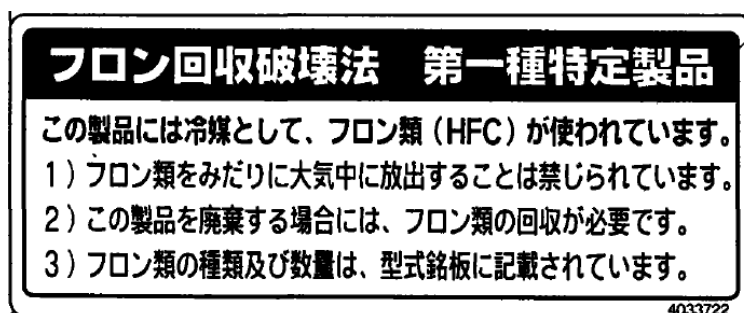 フロン回収破壊法　第一種特定製品
この製品には冷媒として、フロン類（HFC）が使われています。
1）フロン類をみだりに大気中に放出することは禁じられています。
2）この製品を廃棄する場合には、フロン類の回収が必要です。
3）フロン類の種類及び数量は、型式銘板に記載されています。
4033722